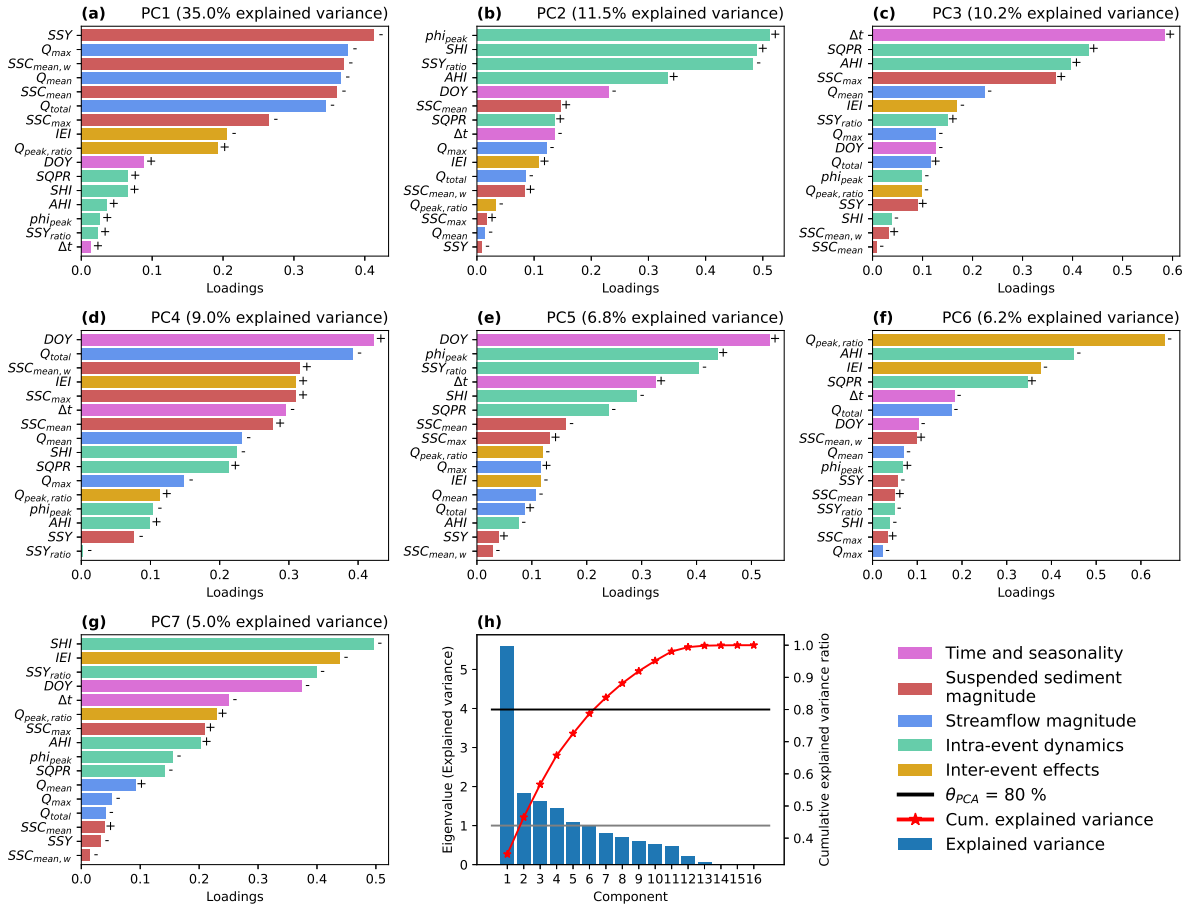 (a) PC1 (35.0% explained variance)
SSY -
Q_max -
SSC_mean,w -
Q_mean -
SSC_mean -
Q_total -
SSC_max -
IEI -
Q_peak,ratio +
DOY +
SQPR +
SHI +
AHI +
phi_peak +
SSY_ratio +
Δt +
0.0 0.1 0.2 0.3 0.4
Loadings
(b) PC2 (11.5% explained variance)
phi_peak +
SHI +
SSY_ratio -
AHI +
DOY -
SSC_mean +
SQPR +
Δt -
Q_max -
IEI +
Q_total -
SSC_mean,w +
Q_peak,ratio -
SSC_max +
Q_mean -
SSY -
0.0 0.1 0.2 0.3 0.4 0.5
Loadings
(c) PC3 (10.2% explained variance)
Δt +
SQPR +
AHI +
SSC_max +
Q_mean -
IEI -
SSY_ratio +
Q_max -
DOY -
Q_total +
phi_peak -
Q_peak,ratio -
SSY +
SHI -
SSC_mean,w +
SSC_mean -
0.0 0.1 0.2 0.3 0.4 0.5 0.6
Loadings
(d) PC4 (9.0% explained variance)
DOY +
Q_total -
SSC_mean,w +
IEI +
SSC_max +
Δt -
SSC_mean +
Q_mean -
SHI -
SQPR +
Q_max -
Q_peak,ratio +
phi_peak -
AHI +
SSY -
SSY_ratio -
0.0 0.1 0.2 0.3 0.4
Loadings
(e) PC5 (6.8% explained variance)
DOY +
phi_peak +
SSY_ratio -
Δt +
SHI -
SQPR -
SSC_mean -
SSC_max +
Q_peak,ratio -
Q_max +
IEI -
Q_mean -
Q_total +
AHI -
SSY +
SSC_mean,w -
0.0 0.1 0.2 0.3 0.4 0.5
Loadings
(f) PC6 (6.2% explained variance)
Q_peak,ratio -
AHI -
IEI -
SQPR +
Δt -
Q_total -
DOY -
SSC_mean,w +
Q_mean -
phi_peak +
SSY -
SSC_mean +
SSY_ratio -
SHI -
SSC_max +
Q_max -
0.0 0.1 0.2 0.3 0.4 0.5 0.6
Loadings
(g) PC7 (5.0% explained variance)
SHI -
IEI -
SSY_ratio -
DOY -
Δt -
Q_peak,ratio +
SSC_max +
AHI +
phi_peak -
SQPR -
Q_mean +
Q_max -
Q_total -
SSC_mean +
SSY -
SSC_mean,w -
0.0 0.1 0.2 0.3 0.4 0.5
Loadings
(h)
Eigenvalue (Explained variance)
5
4
3
2
1
0
1 2 3 4 5 6 7 8 9 10 11 12 13 14 15 16
Component
1.0
0.9
0.8
0.7
0.6
0.5
0.4
Cumulative explained variance ratio
Time and seasonality
Suspended sediment
magnitude
Streamflow magnitude
Intra-event dynamics
Inter-event effects
θ_PCA = 80 %
Cum. explained variance
Explained variance